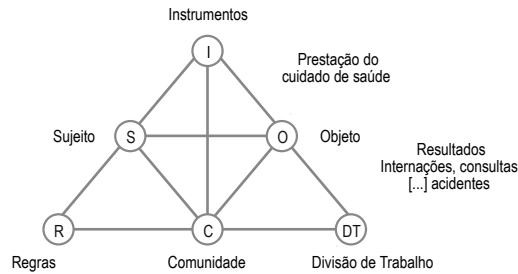 Instrumentos
I
Prestação do
cuidado de saúde
Sujeito
S
O
Objeto
Resultados
Internações, consultas
[...] acidentes
R
C
DT
Regras
Comunidade
Divisão de Trabalho